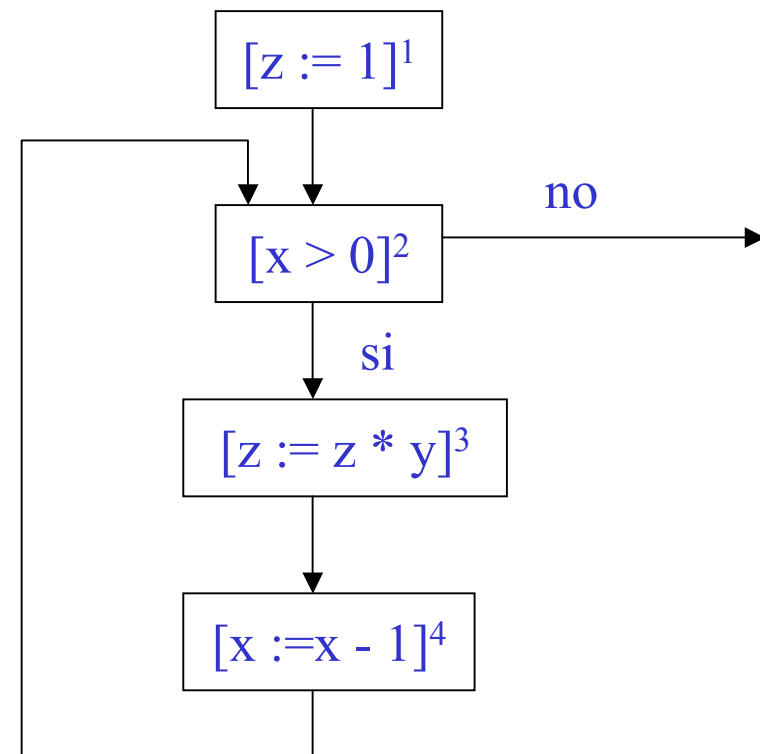 [z := 1]¹
no
[x > 0]²
si
[z := z * y]³
[x :=x - 1]⁴